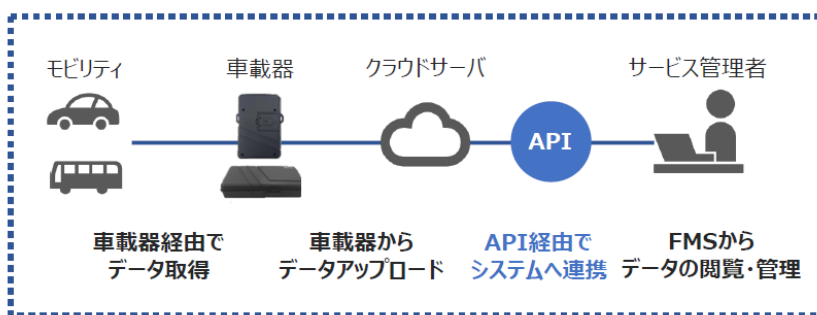 モビリティ
車載器
クラウドサーバ
サービス管理者
API
車載器経由で
データ取得
車載器から
データアップロード
API経由で
システムへ連携
FMSから
データの閲覧・管理